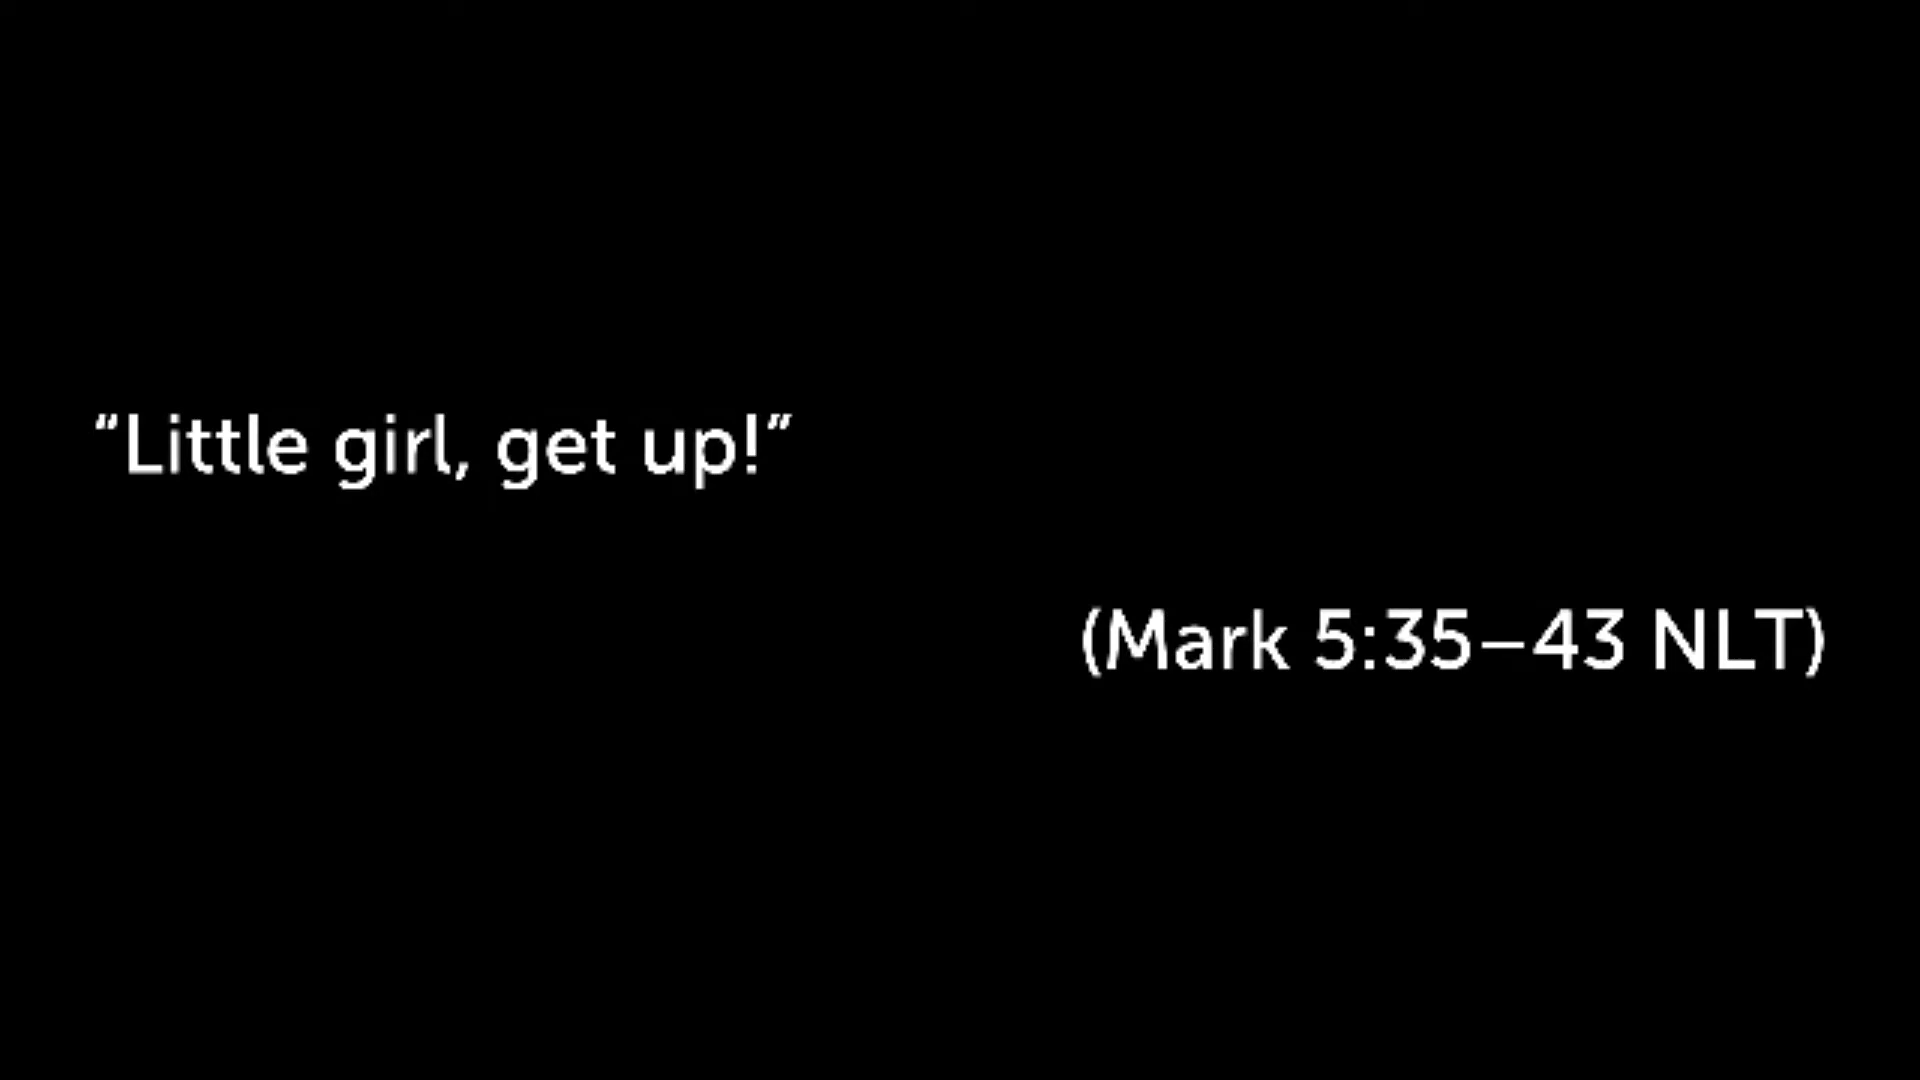 “Little girl, get up!”
(Mark 5:35–43 NLT)